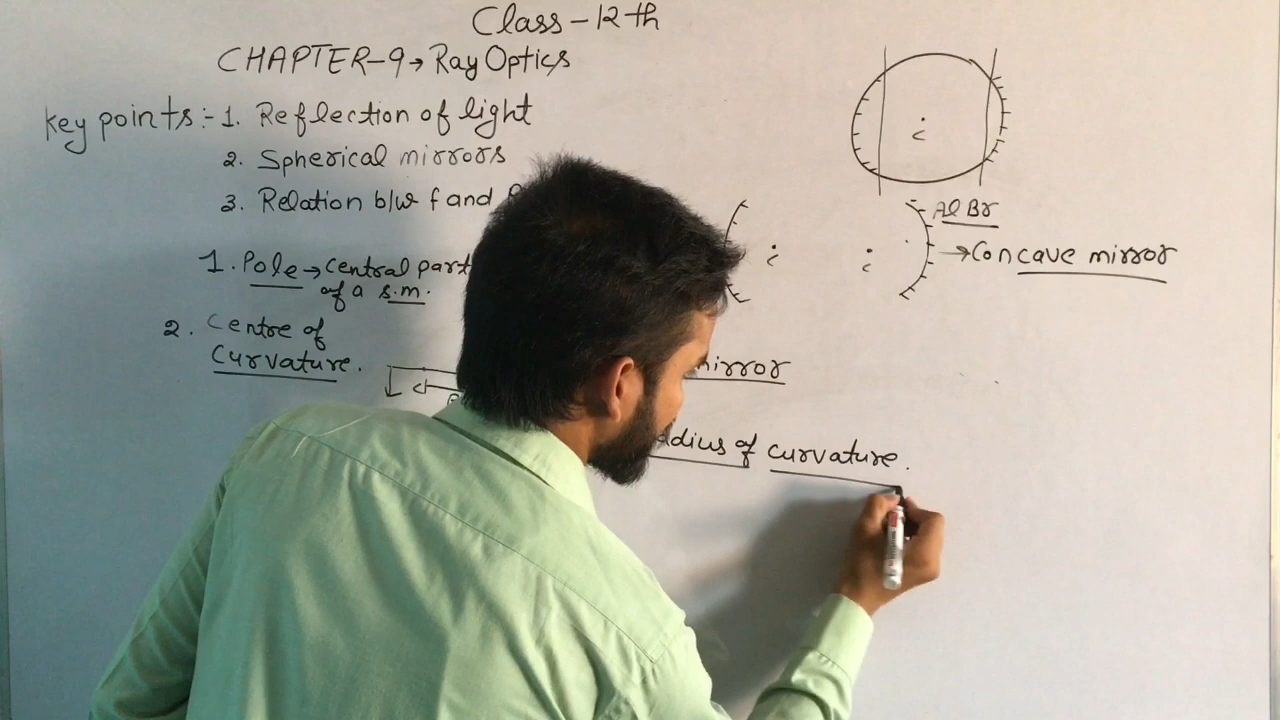 Class - 12th
CHAPTER-9 → Ray Optics
Key points :- 1. Reflection of light
2. Spherical mirrors
3. Relation b/w f and
Al Br
→ Concave mirror
1. Pole → Central part
of a s.m.
2. Centre of
Curvature.
mirror
radius of curvature.
c
c
c